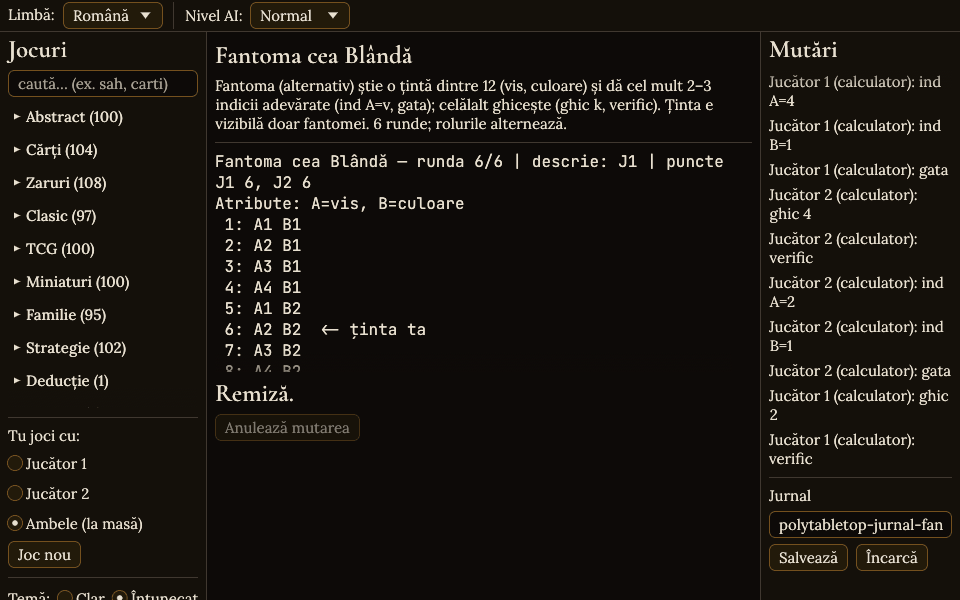 Limbă: Română ▼ Nivel AI: Normal ▼
Jocuri
caută... (ex. sah, carti)
▸ Abstract (100)
▸ Cărți (104)
▸ Zaruri (108)
▸ Clasic (97)
▸ TCG (100)
▸ Miniaturi (100)
▸ Familie (95)
▸ Strategie (102)
▸ Deducție (1)
Tu joci cu:
Jucător 1
Jucător 2
Ambele (la masă)
Joc nou
Temă: Clar Întunecat
Fantoma cea Blândă
Fantoma (alternativ) știe o țintă dintre 12 (vis, culoare) și dă cel mult 2–3
indicii adevărate (ind A=v, gata); celălalt ghicește (ghic k, verific). Ținta e
vizibilă doar fantomei. 6 runde; rolurile alternează.
Fantoma cea Blândă — runda 6/6 | descrie: J1 | puncte
J1 6, J2 6
Atribute: A=vis, B=culoare
1: A1 B1
2: A2 B1
3: A3 B1
4: A4 B1
5: A1 B2
6: A2 B2 <— ținta ta
7: A3 B2
8: A4 B2
Remiză.
Anulează mutarea
Mutări
Jucător 1 (calculator): ind
A=4
Jucător 1 (calculator): ind
B=1
Jucător 1 (calculator): gata
Jucător 2 (calculator):
ghic 4
Jucător 2 (calculator):
verific
Jucător 2 (calculator): ind
A=2
Jucător 2 (calculator): ind
B=1
Jucător 2 (calculator): gata
Jucător 1 (calculator): ghic
2
Jucător 1 (calculator):
verific
Jurnal
polytabletop-jurnal-fan
Salvează Încarcă